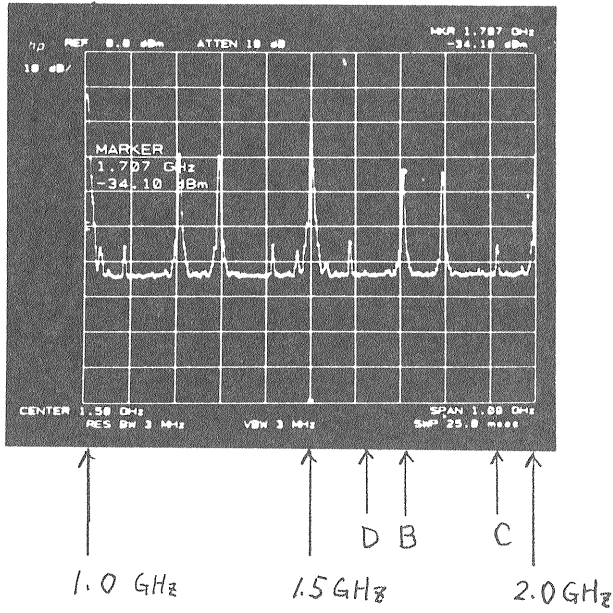 MKR 1.707 GHz
hp REF 0.0 dBm ATTEN 10 dB -34.10 dBm
10 dB/
MARKER
1.707 GHz
-34.10 dBm
CENTER 1.50 GHz SPAN 1.00 GHz
RES BW 3 MHz VBW 3 MHz SWP 25.0 msec
D B C
1.0 GHz 1.5 GHz 2.0 GHz